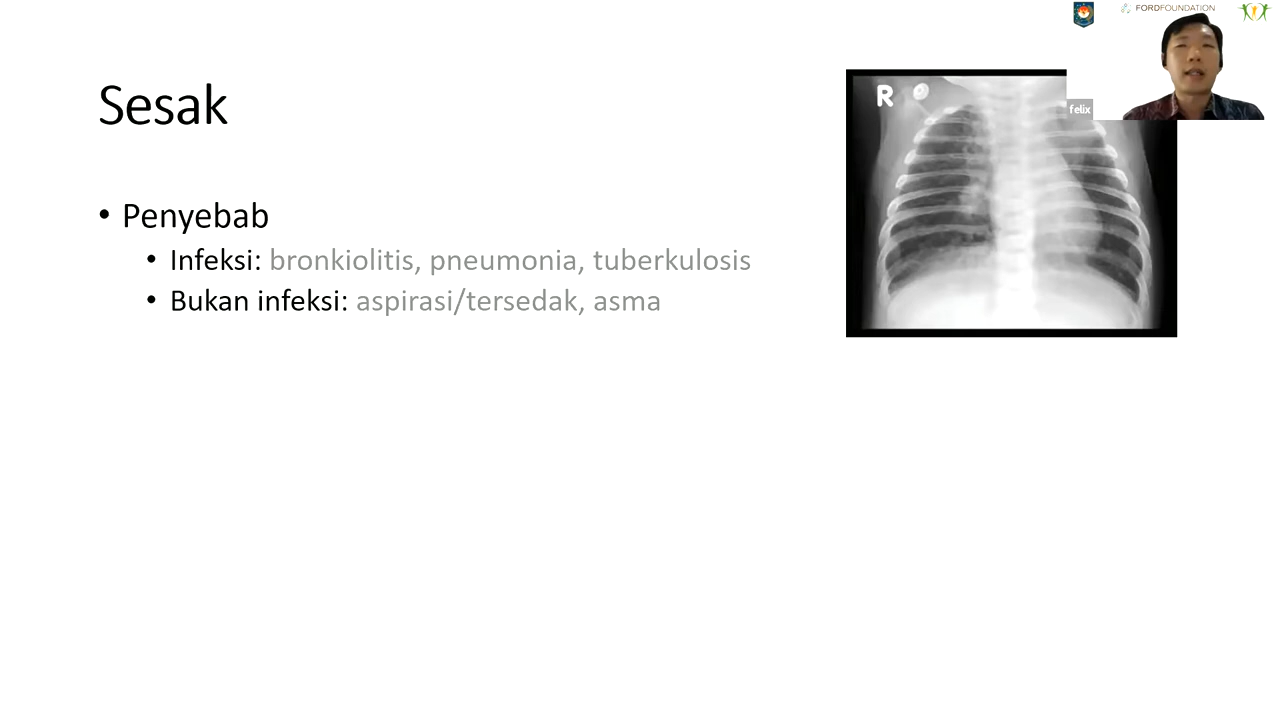 FORDFOUNDATION
Sesak
R
felix
• Penyebab
• Infeksi: bronkiolitis, pneumonia, tuberkulosis
• Bukan infeksi: aspirasi/tersedak, asma